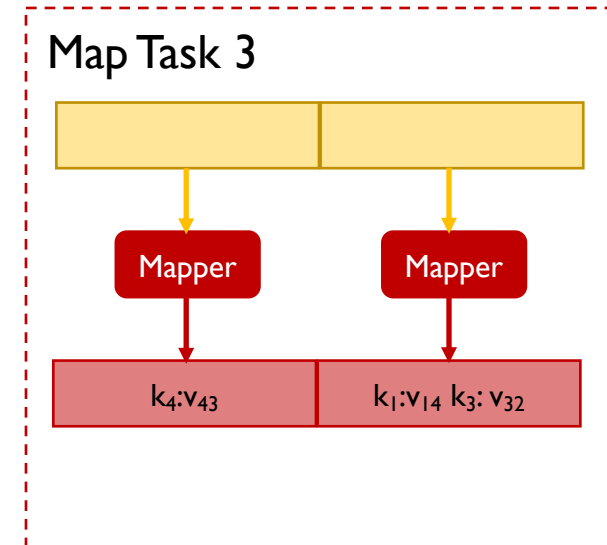 Map Task 3
Mapper Mapper
k₄:v₄₃ k₁:v₁₄ k₃: v₃₂